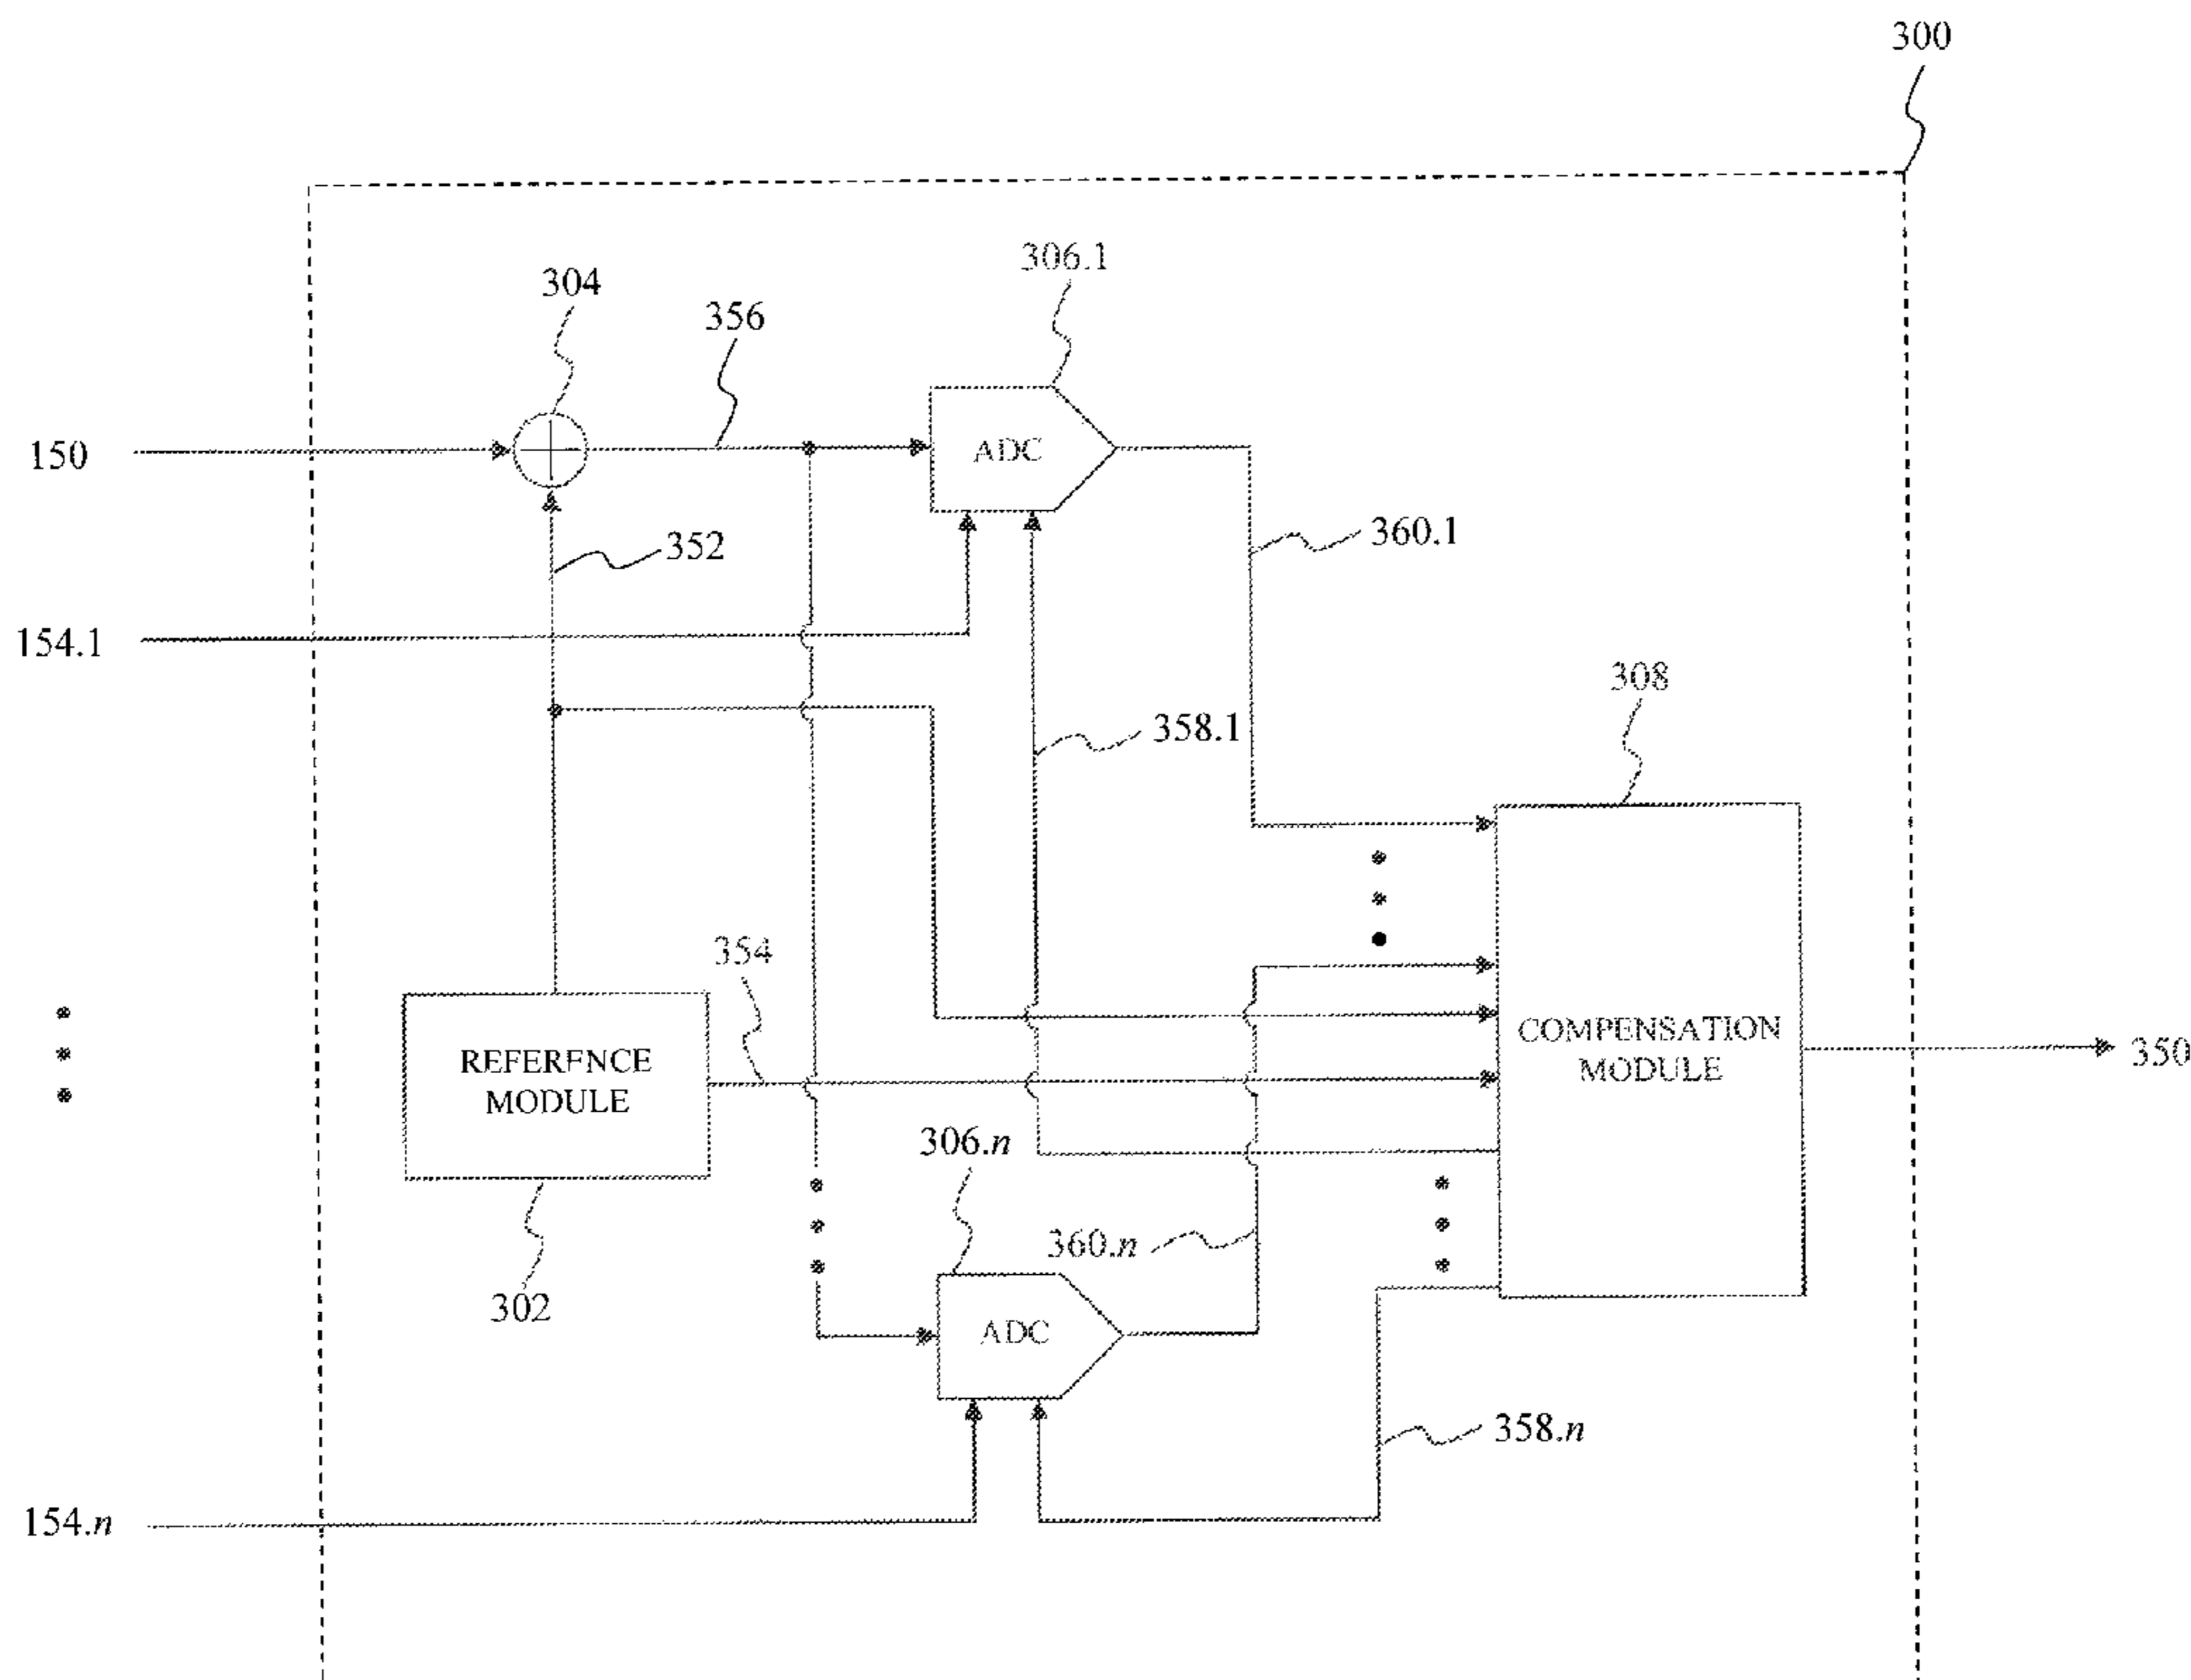 300
304
306.1
356
150
ADC
352
360.1
154.1
308
358.1
354
COMPENSATION
MODULE
350
REFERENCE
MODULE
306.n
360.n
302
ADC
358.n
154.n